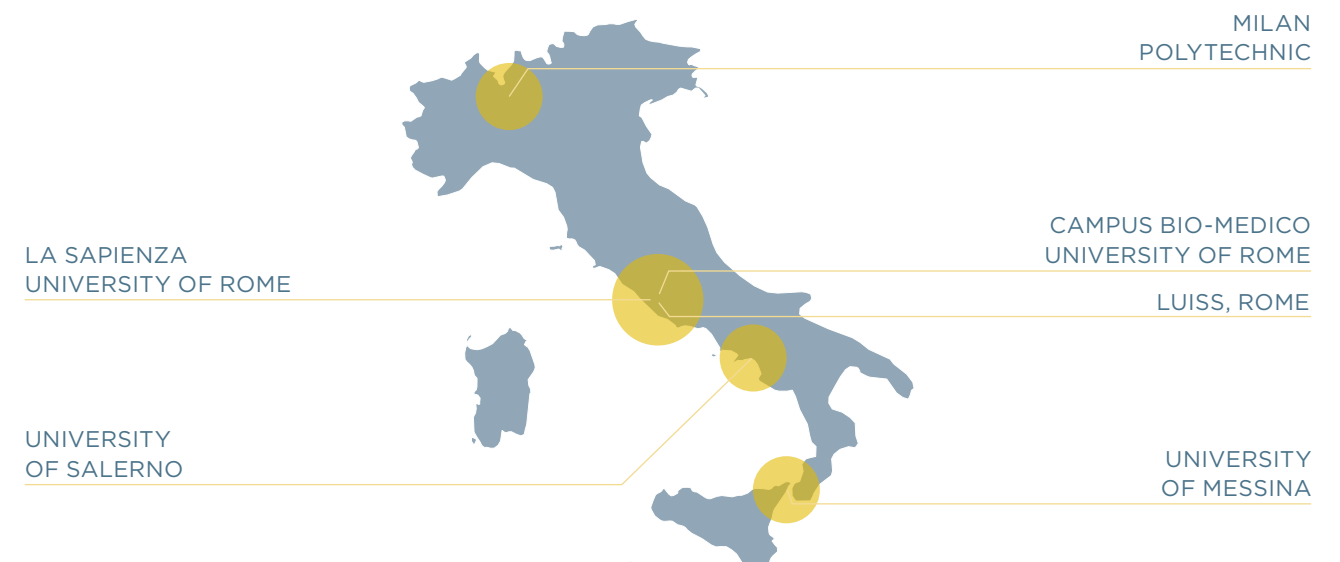 MILAN
POLYTECHNIC
CAMPUS BIO-MEDICO
UNIVERSITY OF ROME
LA SAPIENZA
UNIVERSITY OF ROME
LUISS, ROME
UNIVERSITY
OF SALERNO
UNIVERSITY
OF MESSINA